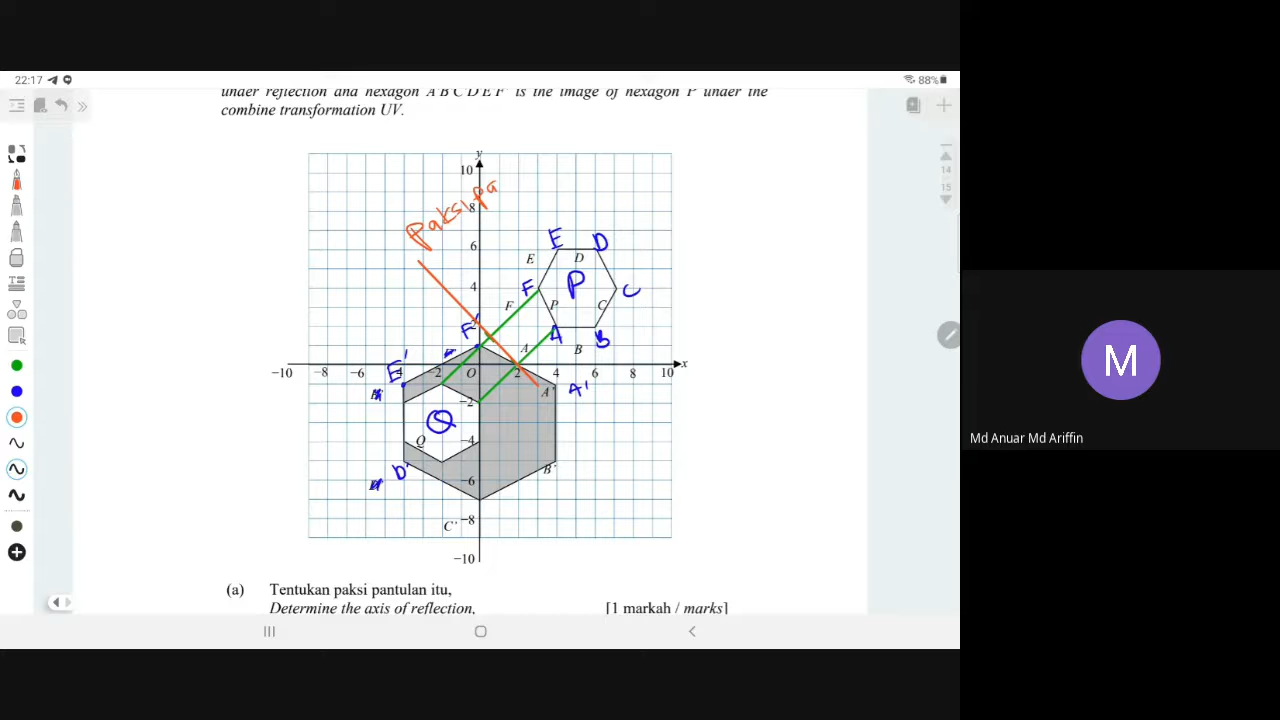 22:17
88%
under reflection and hexagon A'B'C'D'E'F' is the image of hexagon P under the
combine transformation UV.
14
15
y
10
8
6
4
2
Paksi pa
E
D
E
D
P
F
C
F
P
C
F'
A
A
B
B
−10
−8
−6
−4
−2
O
2
4
6
8
10
x
E'
A'
A'
−2
Q
Q
−4
D'
B'
−6
C'
−8
−10
(a) Tentukan paksi pantulan itu,
Determine the axis of reflection,
[1 markah / marks]
M
Md Anuar Md Ariffin